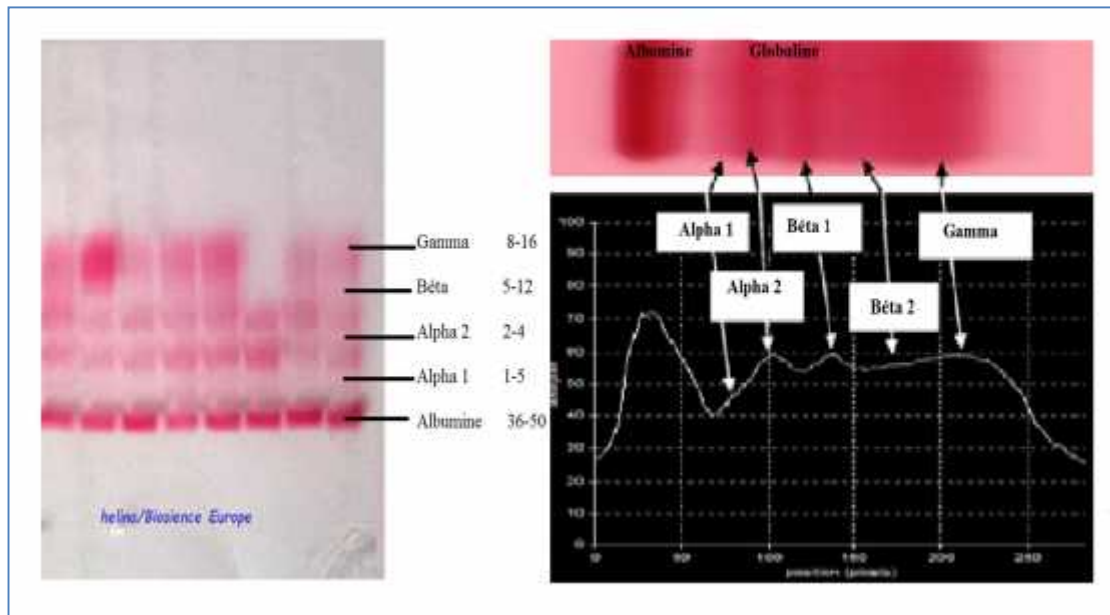 Gamma 8-16
Béta 5-12
Alpha 2 2-4
Alpha 1 1-5
Albumine 36-50
helina/Biosience Europe
Albumine Globuline
Alpha 1
Béta 1
Gamma
Alpha 2
Béta 2
100
90
80
70
60
50
40
30
20
10
0
0 50 100 150 200 250
position (pixels)